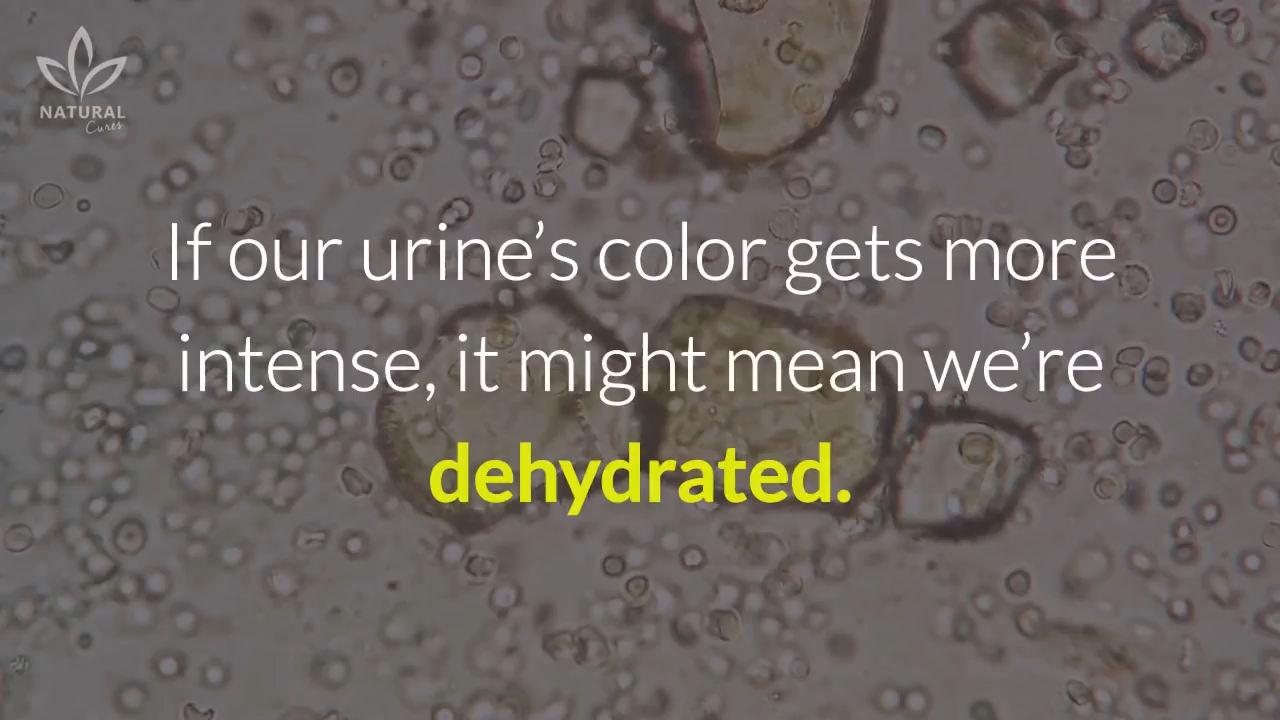 NATURAL
Cures
If our urine’s color gets more
intense, it might mean we’re
dehydrated.